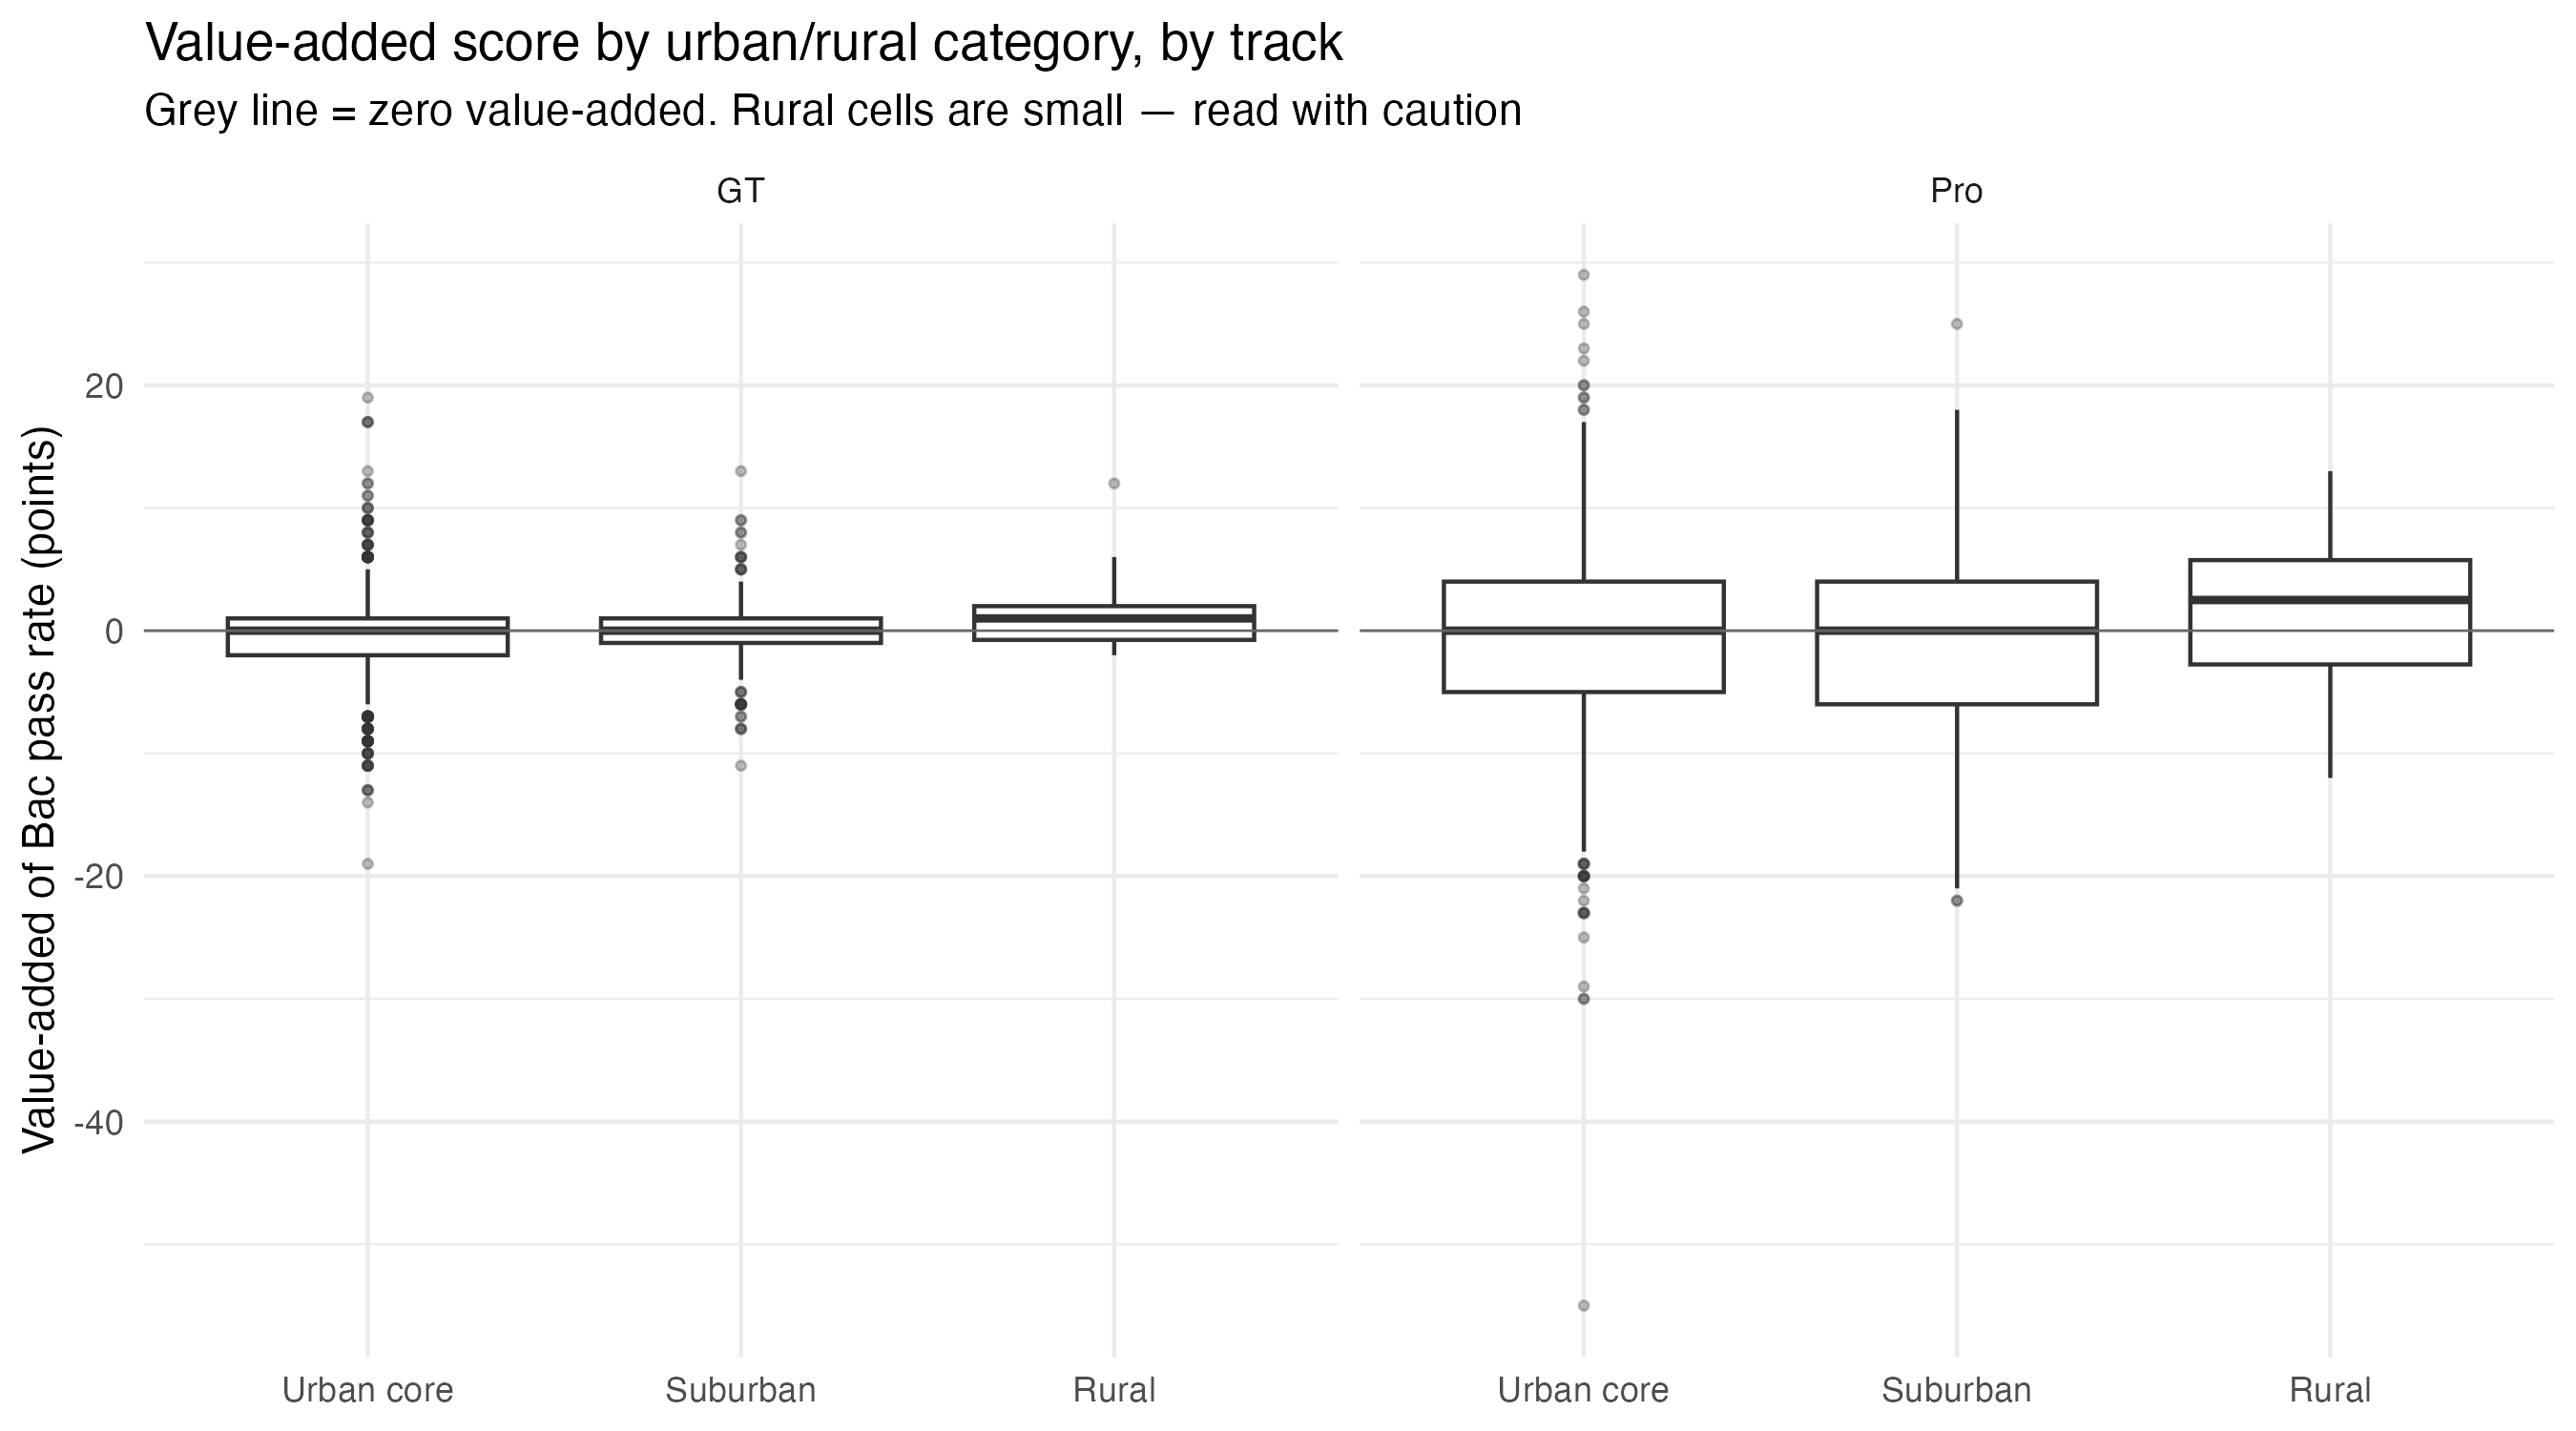 Value-added score by urban/rural category, by track
Grey line = zero value-added. Rural cells are small — read with caution
GT
Pro
Value-added of Bac pass rate (points)
20
0
-20
-40
Urban core
Suburban
Rural
Urban core
Suburban
Rural